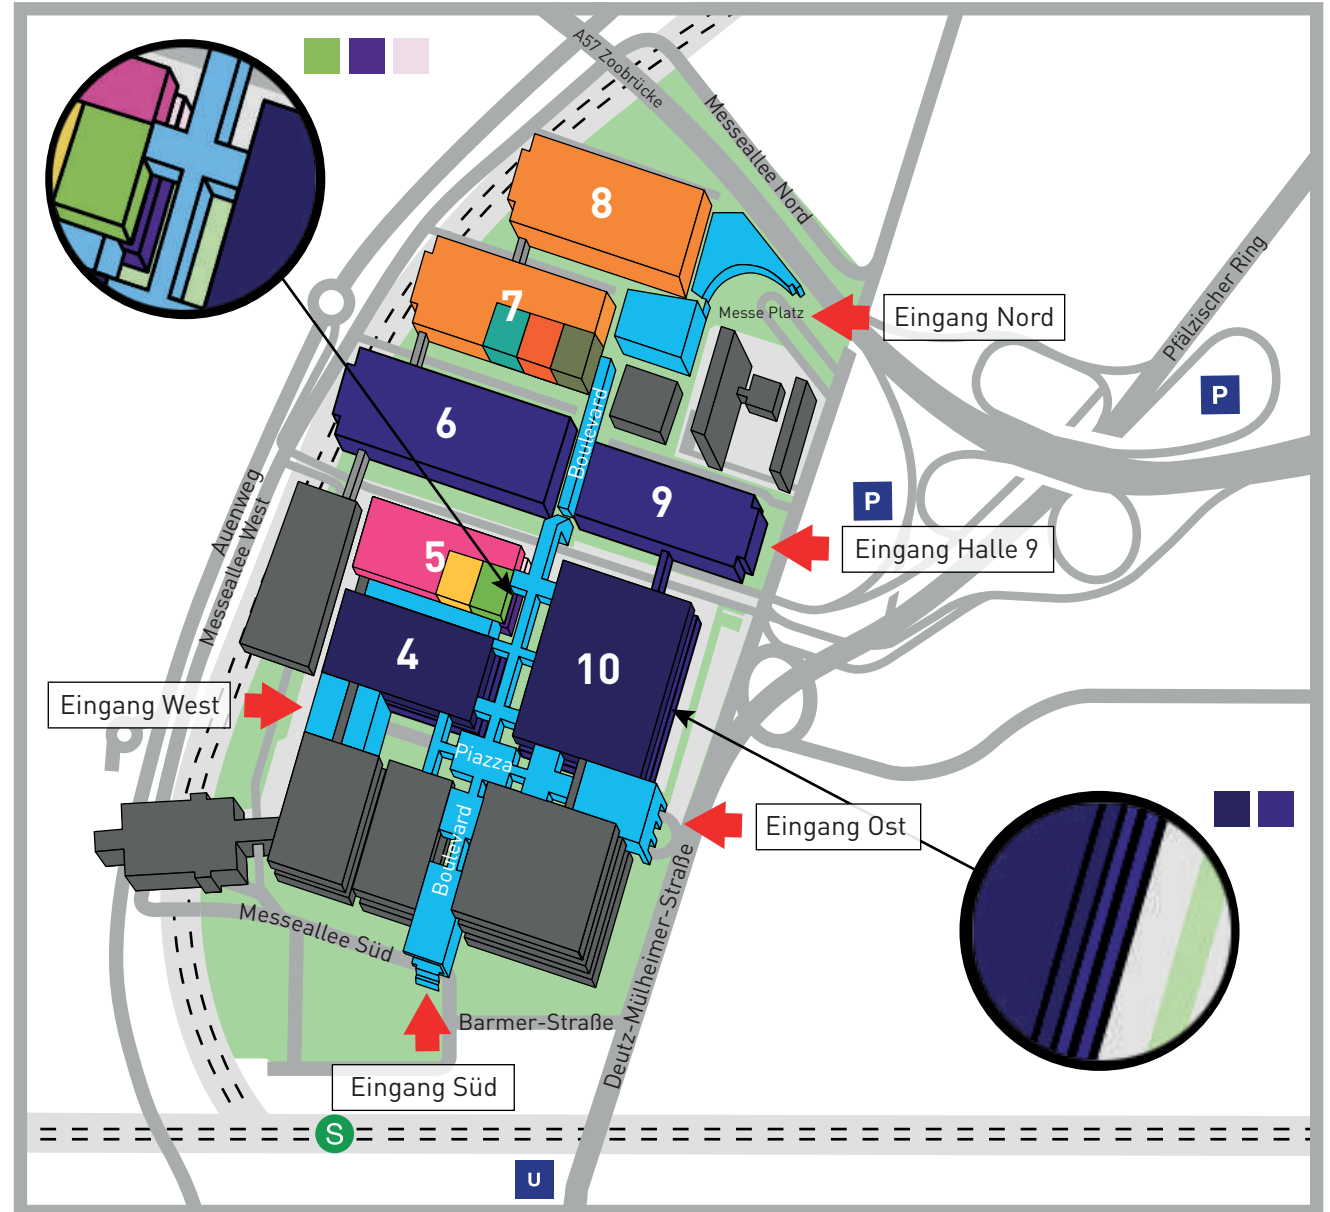 A57 Zoobrücke
Messeallee Nord
8
Pfälzischer Ring
7
Messe Platz
Eingang Nord
P
Boulevard
6
9
P
Auenweg
Messeallee West
Eingang Halle 9
5
4
10
Eingang West
Piazza
Boulevard
Eingang Ost
Messeallee Süd
Deutz-Mülheimer-Straße
Barmer-Straße
Eingang Süd
S
U